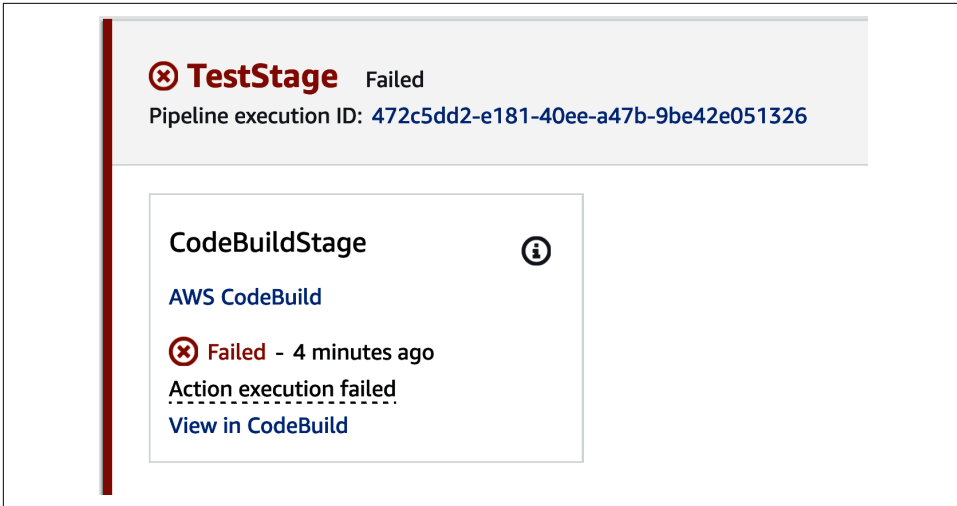 TestStage Failed
Pipeline execution ID: 472c5dd2-e181-40ee-a47b-9be42e051326
CodeBuildStage
AWS CodeBuild
Failed - 4 minutes ago
Action execution failed
View in CodeBuild